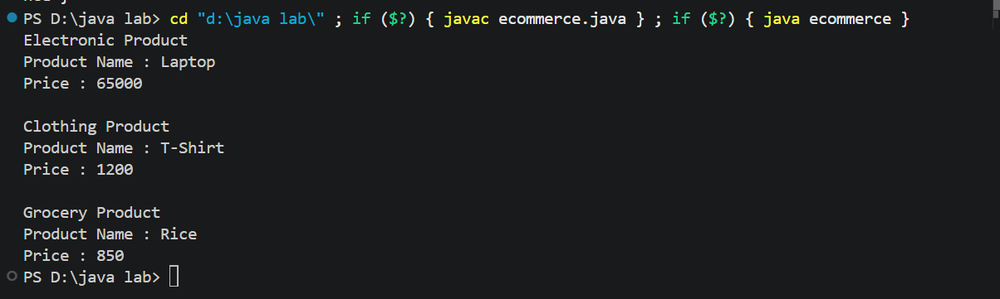 PS D:\java lab> cd "d:\java lab\" ; if ($?) { javac ecommerce.java } ; if ($?) { java ecommerce }
Electronic Product
Product Name : Laptop
Price : 65000
Clothing Product
Product Name : T-Shirt
Price : 1200
Grocery Product
Product Name : Rice
Price : 850
PS D:\java lab>